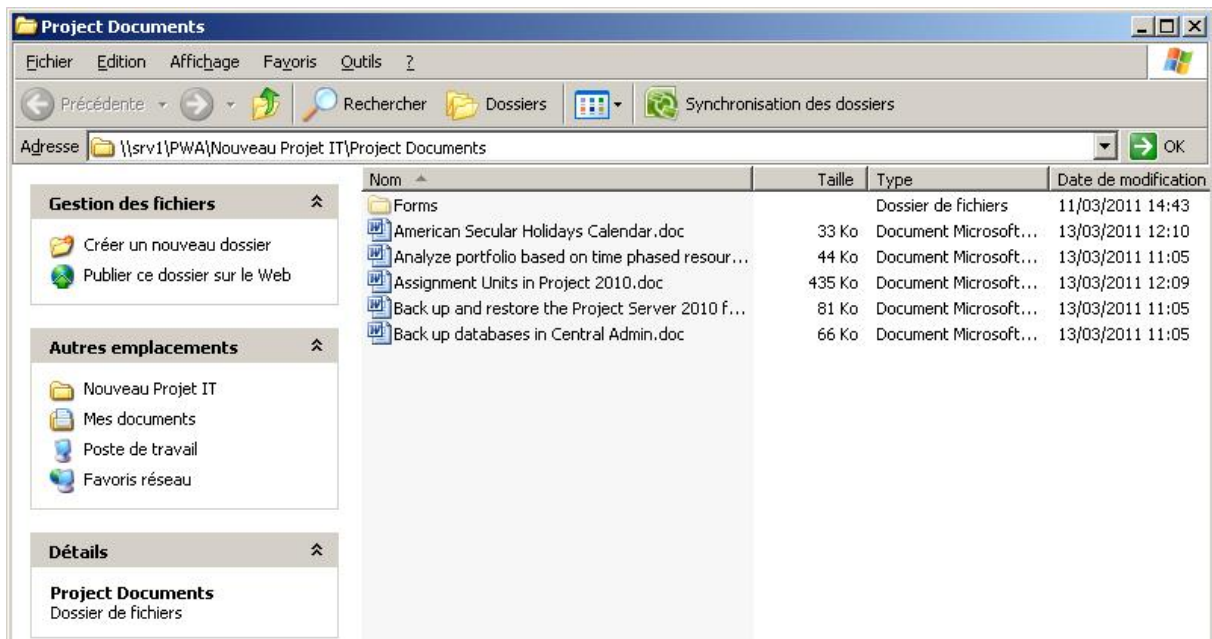 Project Documents
Fichier Edition Affichage Favoris Outils ?
Précédente Rechercher Dossiers Synchronisation des dossiers
Adresse \\srv1\PWA\Nouveau Projet IT\Project Documents OK
Gestion des fichiers
Créer un nouveau dossier
Publier ce dossier sur le Web
Autres emplacements
Nouveau Projet IT
Mes documents
Poste de travail
Favoris réseau
Détails
Project Documents
Dossier de fichiers
Nom Taille Type Date de modification
Forms Dossier de fichiers 11/03/2011 14:43
American Secular Holidays Calendar.doc 33 Ko Document Microsoft... 13/03/2011 12:10
Analyze portfolio based on time phased resour... 44 Ko Document Microsoft... 13/03/2011 11:05
Assignment Units in Project 2010.doc 435 Ko Document Microsoft... 13/03/2011 12:09
Back up and restore the Project Server 2010 f... 81 Ko Document Microsoft... 13/03/2011 11:05
Back up databases in Central Admin.doc 66 Ko Document Microsoft... 13/03/2011 11:05